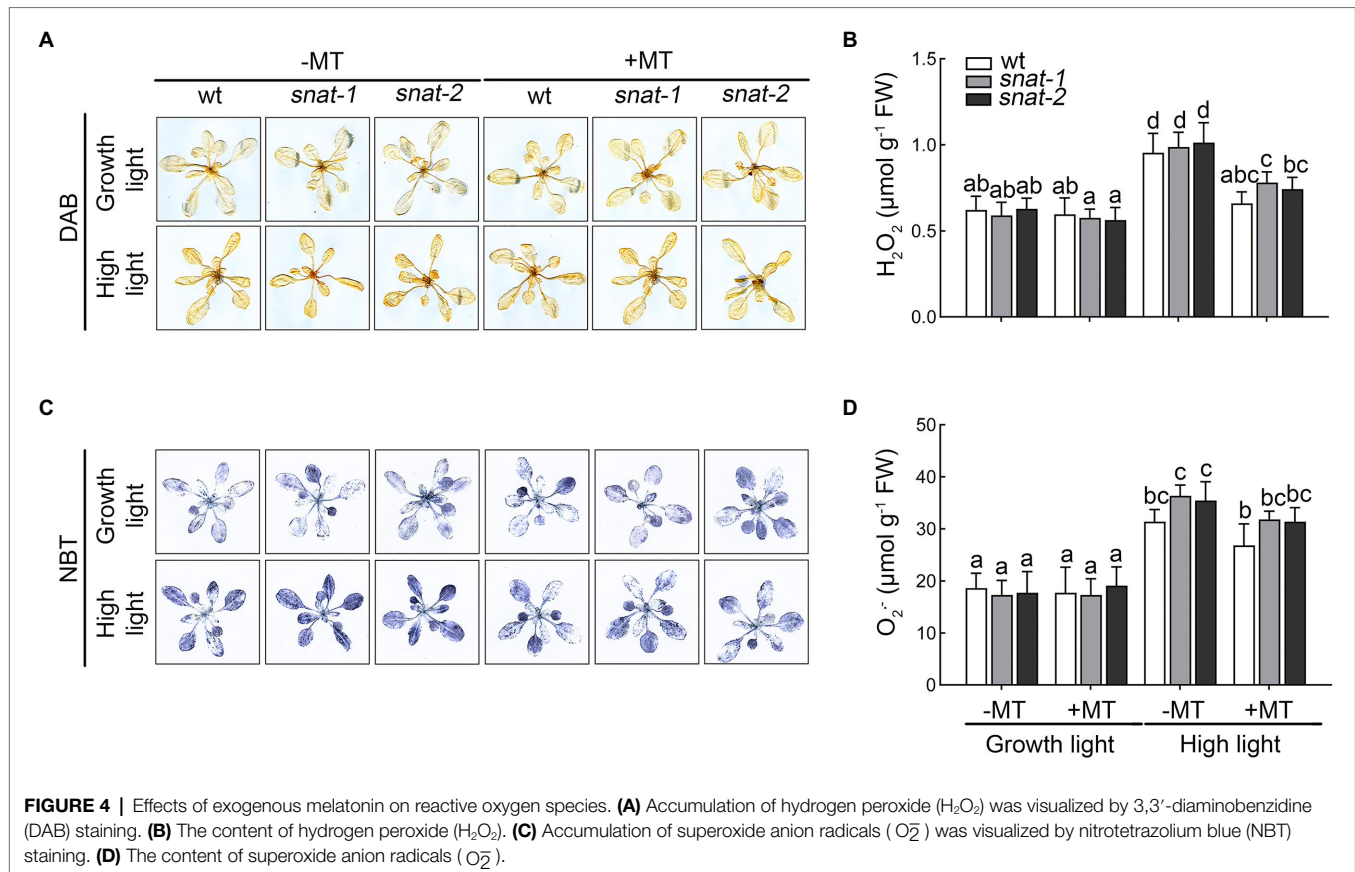 A
-MT
+MT
wt
snat-1
snat-2
wt
snat-1
snat-2
DAB
Growth
light
High
light
B
wt
snat-1
snat-2
H₂O₂ (µmol g⁻¹ FW)
1.5
1.0
0.5
0.0
ab ab ab
ab a a
d d d
abc c bc
C
NBT
Growth
light
High
light
D
O₂·⁻ (µmol g⁻¹ FW)
50
40
30
20
10
0
a a a
a a a
bc c c
b bc bc
-MT +MT -MT +MT
Growth light High light
FIGURE 4 | Effects of exogenous melatonin on reactive oxygen species. (A) Accumulation of hydrogen peroxide (H₂O₂) was visualized by 3,3′-diaminobenzidine
(DAB) staining. (B) The content of hydrogen peroxide (H₂O₂). (C) Accumulation of superoxide anion radicals (O₂⁻) was visualized by nitrotetrazolium blue (NBT)
staining. (D) The content of superoxide anion radicals (O₂⁻).